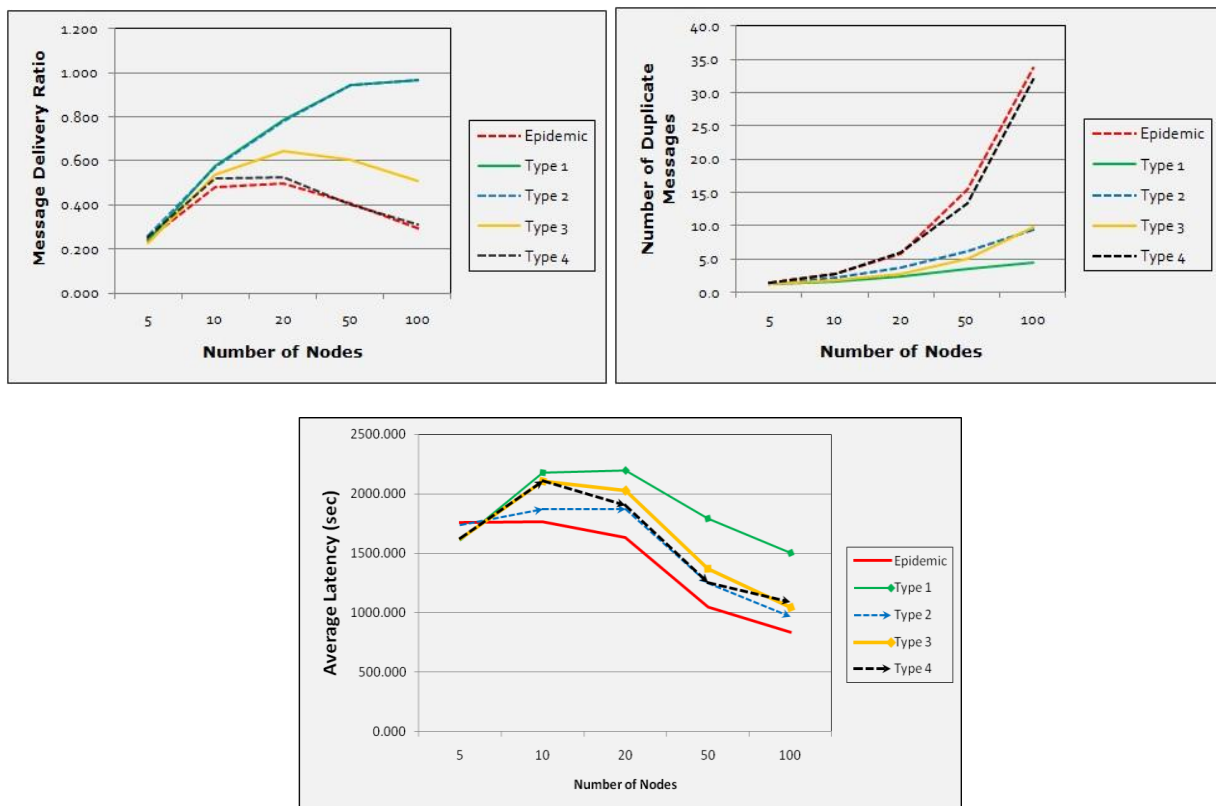 Message Delivery Ratio
1.200
1.000
0.800
0.600
0.400
0.200
0.000
5 10 20 50 100
Number of Nodes
Epidemic
Type 1
Type 2
Type 3
Type 4
Number of Duplicate
Messages
40.0
35.0
30.0
25.0
20.0
15.0
10.0
5.0
0.0
5 10 20 50 100
Number of Nodes
Epidemic
Type 1
Type 2
Type 3
Type 4
Average Latency (sec)
2500.000
2000.000
1500.000
1000.000
500.000
0.000
5 10 20 50 100
Number of Nodes
Epidemic
Type 1
Type 2
Type 3
Type 4